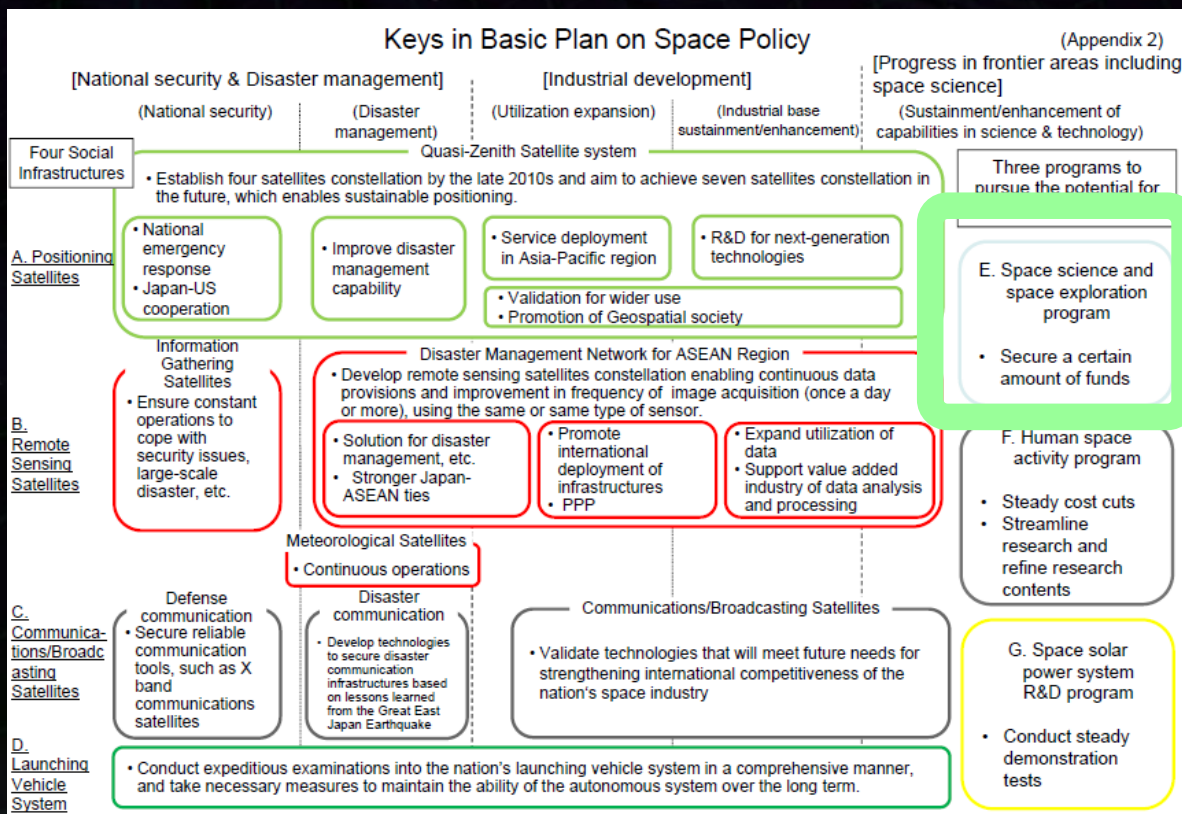 Keys in Basic Plan on Space Policy
(Appendix 2)
[National security & Disaster management]
[Industrial development]
[Progress in frontier areas including
space science]
(National security)
(Disaster
management)
(Utilization expansion)
(Industrial base
sustainment/enhancement)
(Sustainment/enhancement of
capabilities in science & technology)
Four Social
Infrastructures
Quasi-Zenith Satellite system
• Establish four satellites constellation by the late 2010s and aim to achieve seven satellites constellation in
the future, which enables sustainable positioning.
Three programs to
pursue the potential for
A. Positioning
Satellites
• National
emergency
response
• Japan-US
cooperation
• Improve disaster
management
capability
• Service deployment
in Asia-Pacific region
• R&D for next-generation
technologies
• Validation for wider use
• Promotion of Geospatial society
E. Space science and
space exploration
program
• Secure a certain
amount of funds
B.
Remote
Sensing
Satellites
Information
Gathering
Satellites
• Ensure constant
operations to
cope with
security issues,
large-scale
disaster, etc.
Disaster Management Network for ASEAN Region
• Develop remote sensing satellites constellation enabling continuous data
provisions and improvement in frequency of image acquisition (once a day
or more), using the same or same type of sensor.
• Solution for disaster
management, etc.
• Stronger Japan-
ASEAN ties
• Promote
international
deployment of
infrastructures
• PPP
• Expand utilization of
data
• Support value added
industry of data analysis
and processing
F. Human space
activity program
• Steady cost cuts
• Streamline
research and
refine research
contents
Meteorological Satellites
• Continuous operations
C.
Communica-
tions/Broadc
asting
Satellites
Defense
communication
• Secure reliable
communication
tools, such as X
band
communications
satellites
Disaster
communication
• Develop technologies
to secure disaster
communication
infrastructures based
on lessons learned
from the Great East
Japan Earthquake
Communications/Broadcasting Satellites
• Validate technologies that will meet future needs for
strengthening international competitiveness of the
nation's space industry
G. Space solar
power system
R&D program
• Conduct steady
demonstration
tests
D.
Launching
Vehicle
System
• Conduct expeditious examinations into the nation's launching vehicle system in a comprehensive manner,
and take necessary measures to maintain the ability of the autonomous system over the long term.